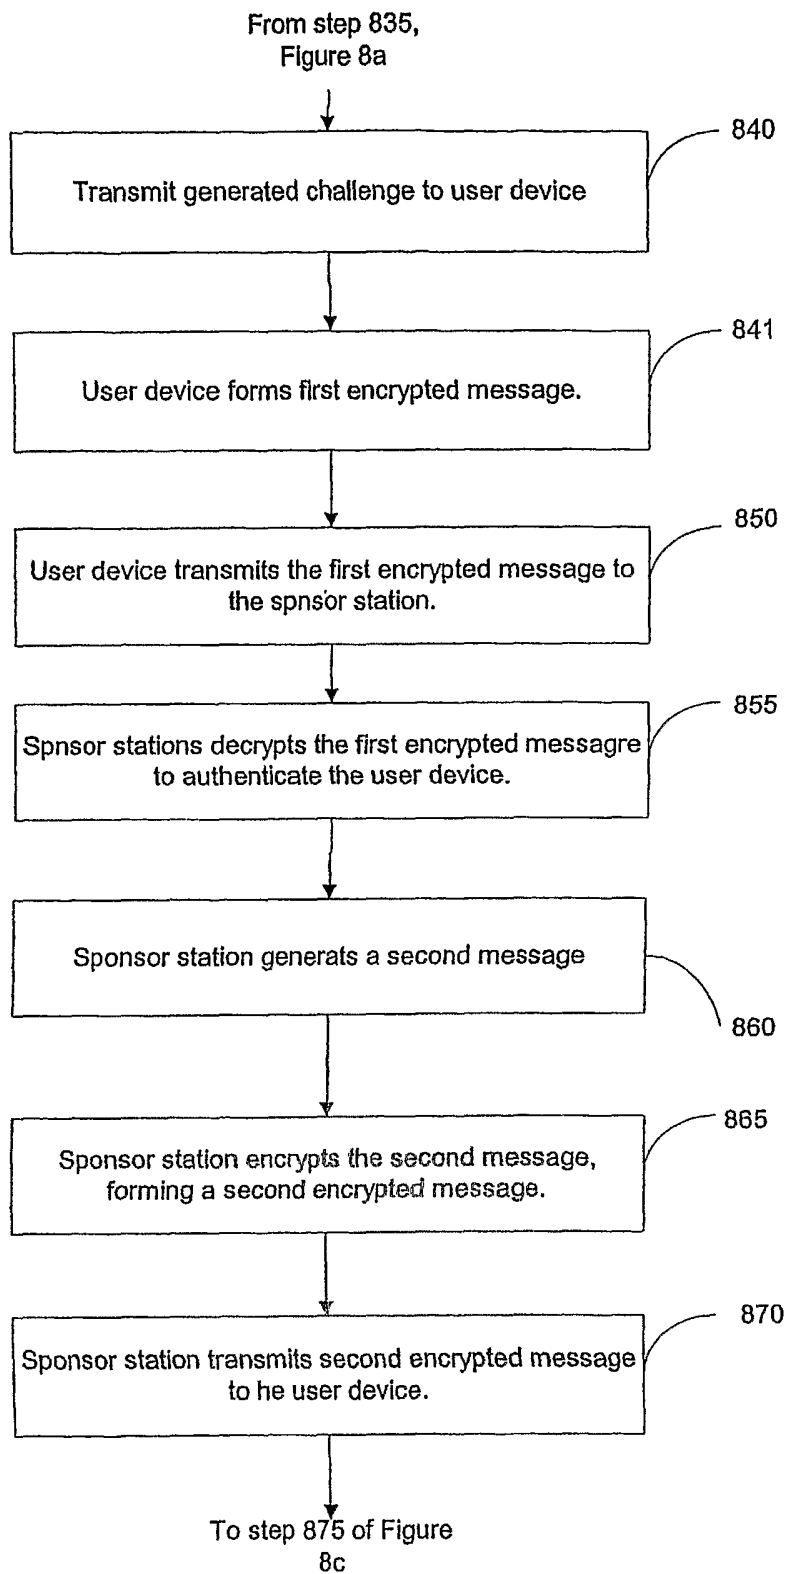 From step 835,
Figure 8a
840
Transmit generated challenge to user device
841
User device forms first encrypted message.
850
User device transmits the first encrypted message to
the spnsor station.
855
Spnsor stations decrypts the first encrypted messagre
to authenticate the user device.
Sponsor station generats a second message
860
865
Sponsor station encrypts the second message,
forming a second encrypted message.
870
Sponsor station transmits second encrypted message
to he user device.
To step 875 of Figure
8c